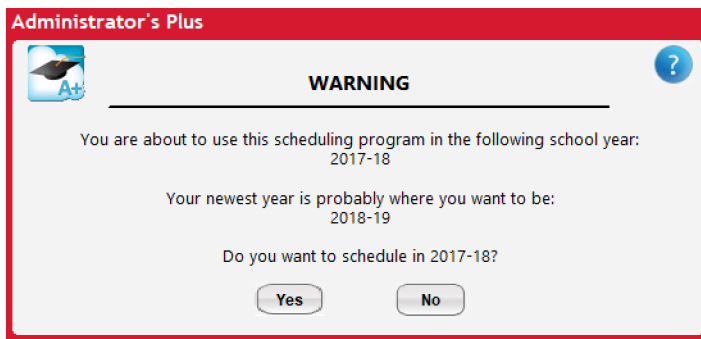 Administrator's Plus
A+
?
WARNING
You are about to use this scheduling program in the following school year:
2017-18
Your newest year is probably where you want to be:
2018-19
Do you want to schedule in 2017-18?
Yes No